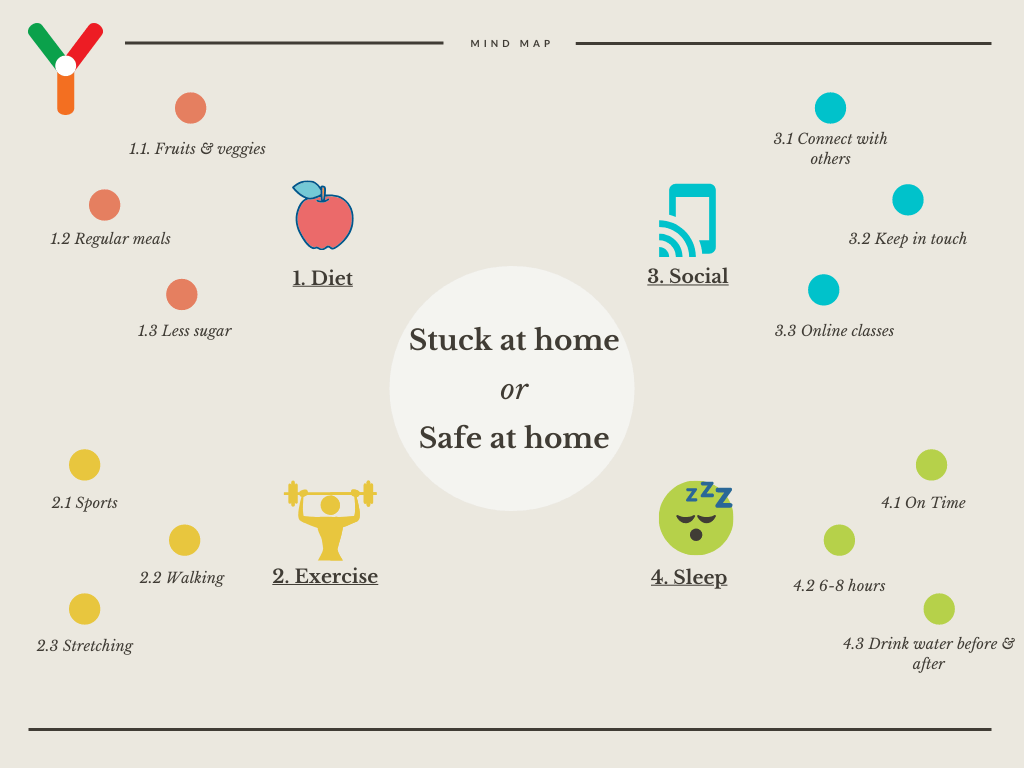 MIND MAP
1.1. Fruits & veggies
1.2 Regular meals
1.3 Less sugar
1. Diet
3.1 Connect with
others
3.2 Keep in touch
3.3 Online classes
3. Social
Stuck at home
or
Safe at home
2.1 Sports
2.2 Walking
2.3 Stretching
2. Exercise
zzz
4. Sleep
4.1 On Time
4.2 6-8 hours
4.3 Drink water before &
after